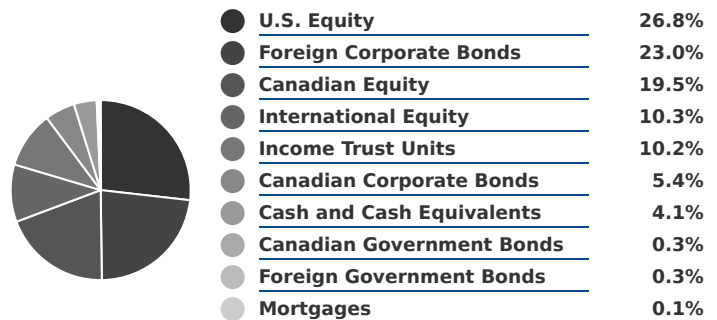 U.S. Equity 26.8%
Foreign Corporate Bonds 23.0%
Canadian Equity 19.5%
International Equity 10.3%
Income Trust Units 10.2%
Canadian Corporate Bonds 5.4%
Cash and Cash Equivalents 4.1%
Canadian Government Bonds 0.3%
Foreign Government Bonds 0.3%
Mortgages 0.1%